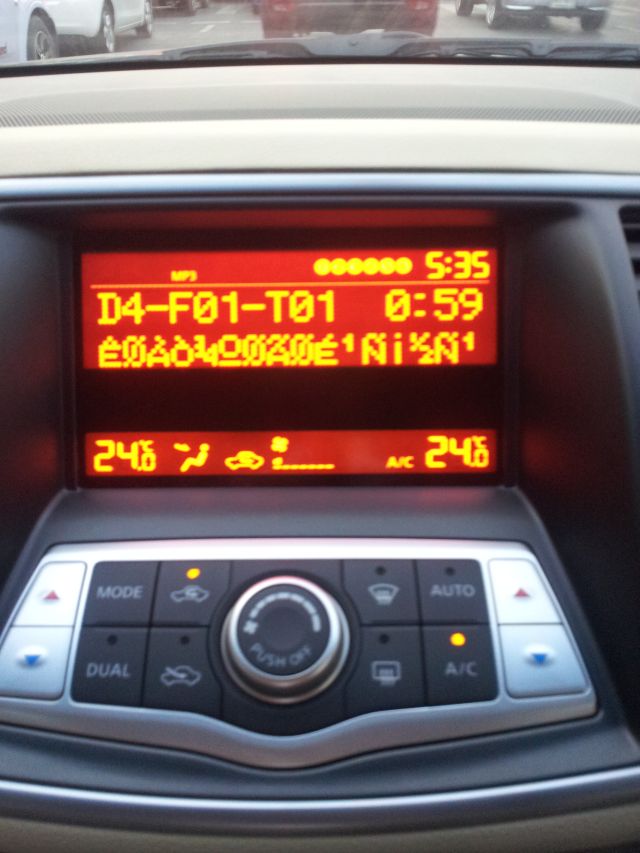 MP3 5:35
D4-F01-T01 0:59
24.0°C A/C 24.0°C
MODE AUTO
PUSH OFF
DUAL A/C